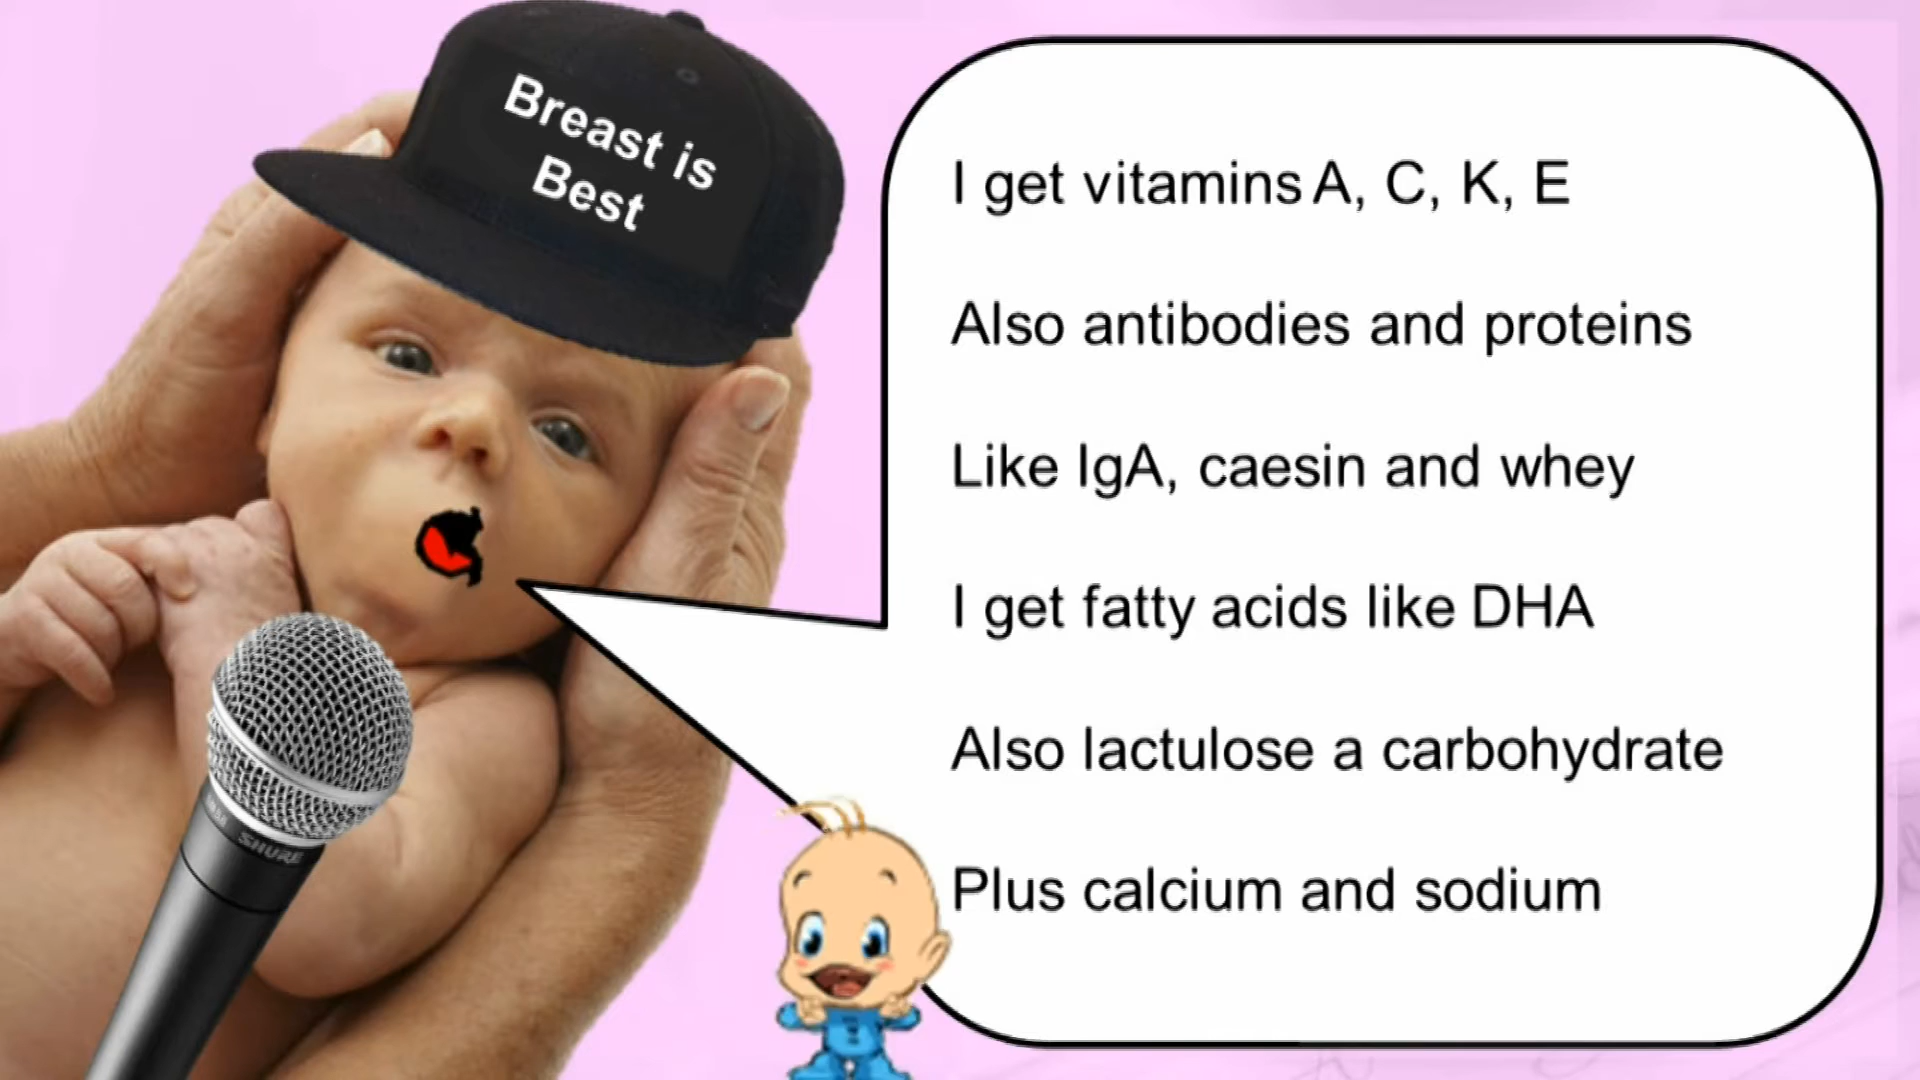 Breast is
Best
I get vitamins A, C, K, E
Also antibodies and proteins
Like IgA, caesin and whey
I get fatty acids like DHA
Also lactulose a carbohydrate
Plus calcium and sodium
SHURE